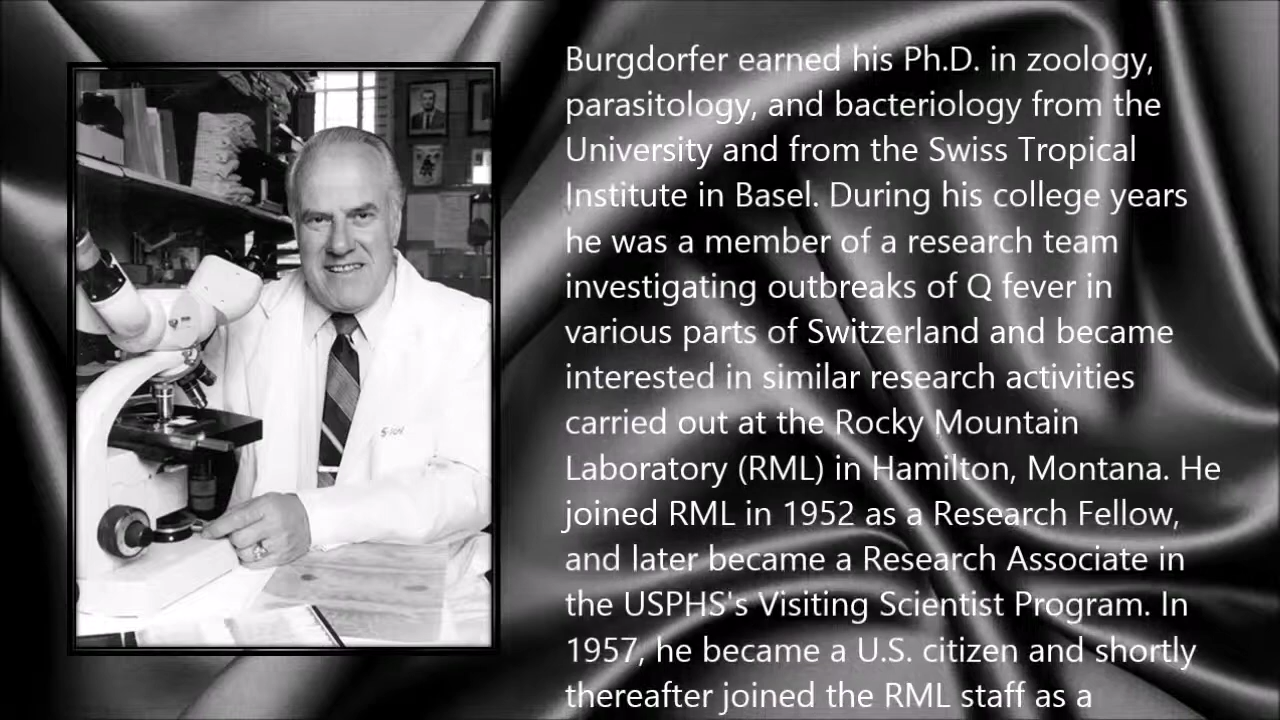 Burgdorfer earned his Ph.D. in zoology,
parasitology, and bacteriology from the
University and from the Swiss Tropical
Institute in Basel. During his college years
he was a member of a research team
investigating outbreaks of Q fever in
various parts of Switzerland and became
interested in similar research activities
carried out at the Rocky Mountain
Laboratory (RML) in Hamilton, Montana. He
joined RML in 1952 as a Research Fellow,
and later became a Research Associate in
the USPHS's Visiting Scientist Program. In
1957, he became a U.S. citizen and shortly
thereafter joined the RML staff as a